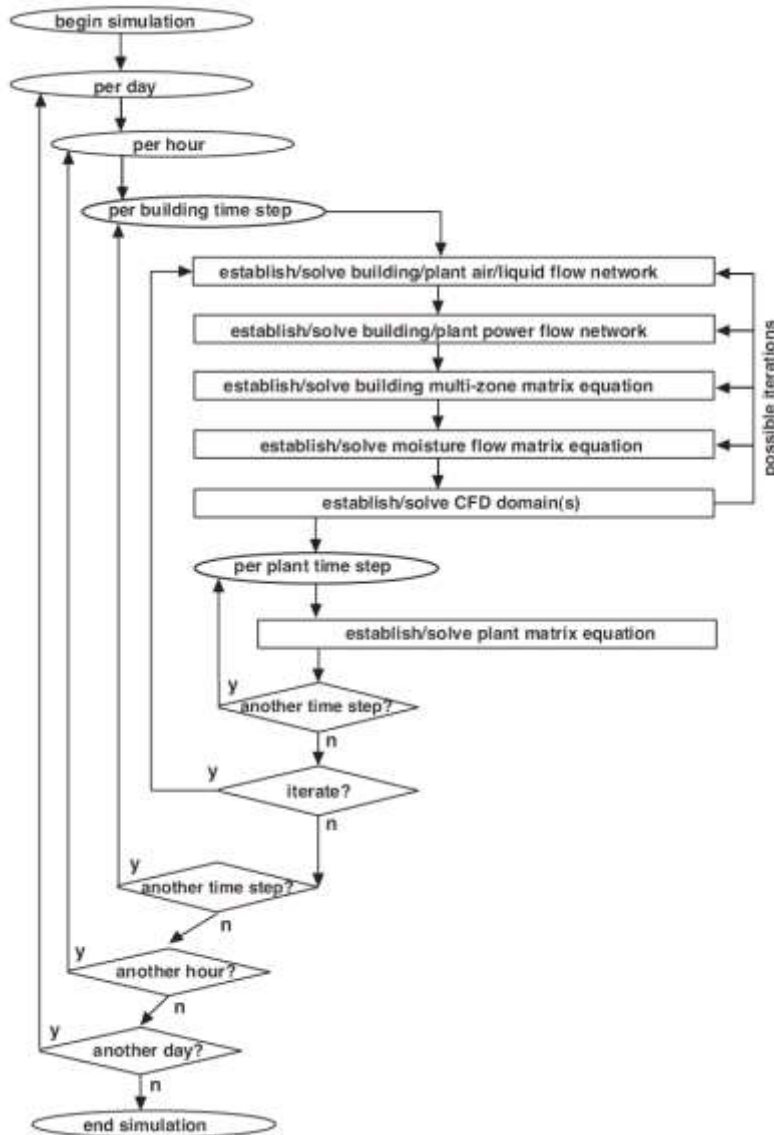 begin simulation
per day
per hour
per building time step
establish/solve building/plant air/liquid flow network
establish/solve building/plant power flow network
establish/solve building multi-zone matrix equation
establish/solve moisture flow matrix equation
establish/solve CFD domain(s)
possible iterations
per plant time step
establish/solve plant matrix equation
y
another time step?
n
y
iterate?
n
y
another time step?
n
y
another hour?
n
y
another day?
n
end simulation